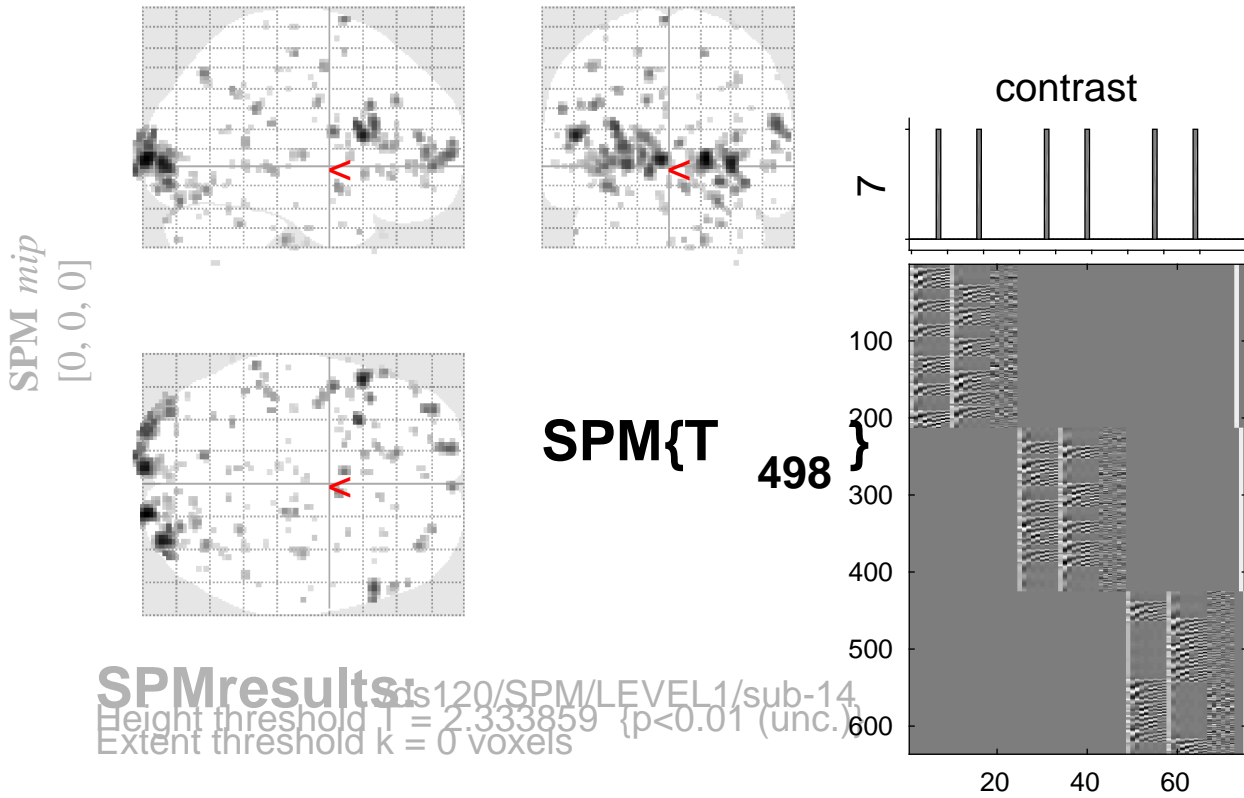 SPM mip
[0, 0, 0]
<
<
<
SPM{T498}
contrast
7
100
200
300
400
500
600
20 40 60
SPMresults: ./ds120/SPM/LEVEL1/sub-14
Height threshold T = 2.333859 {p<0.01 (unc.)}
Extent threshold k = 0 voxels